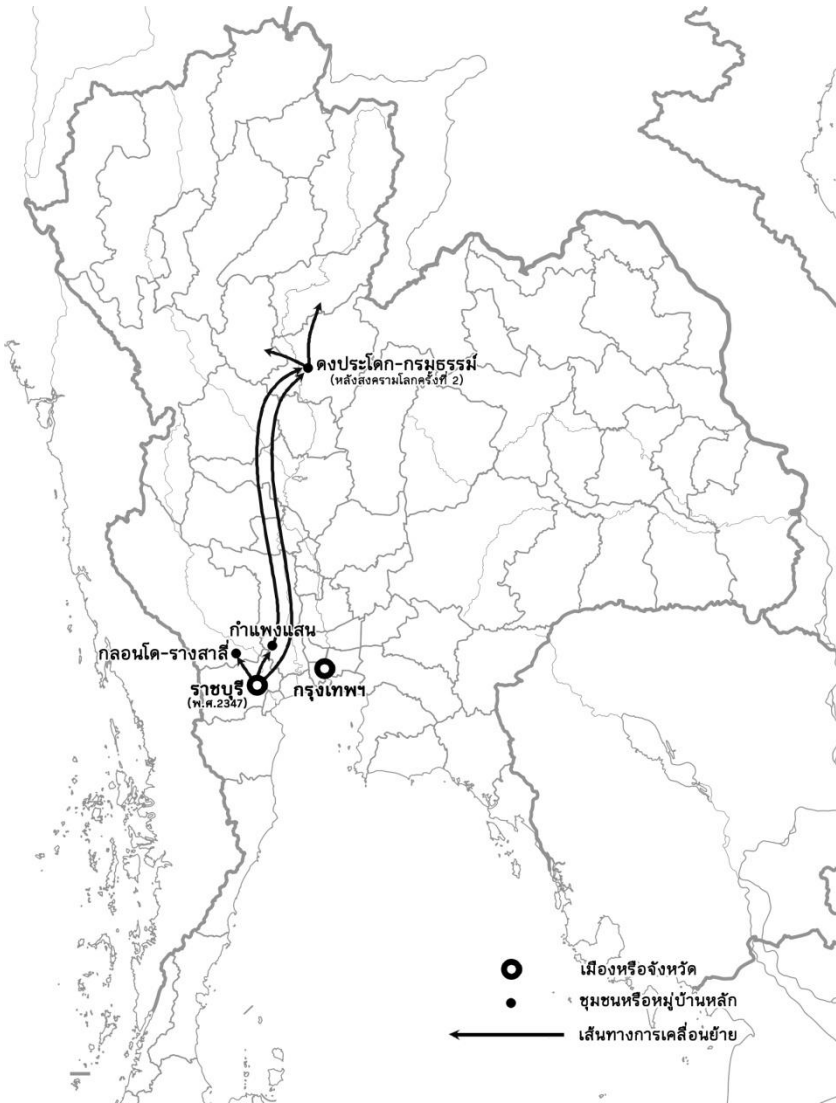 ดงประโดก-กรมธรรม์
(หลังสงครามโลกครั้งที่ 2)
กำแพงแสน
กลอนโด-รางสาลี่
ราชบุรี
(พ.ศ.2347)
กรุงเทพฯ
เมืองหรือจังหวัด
ชุมชนหรือหมู่บ้านหลัก
เส้นทางการเคลื่อนย้าย